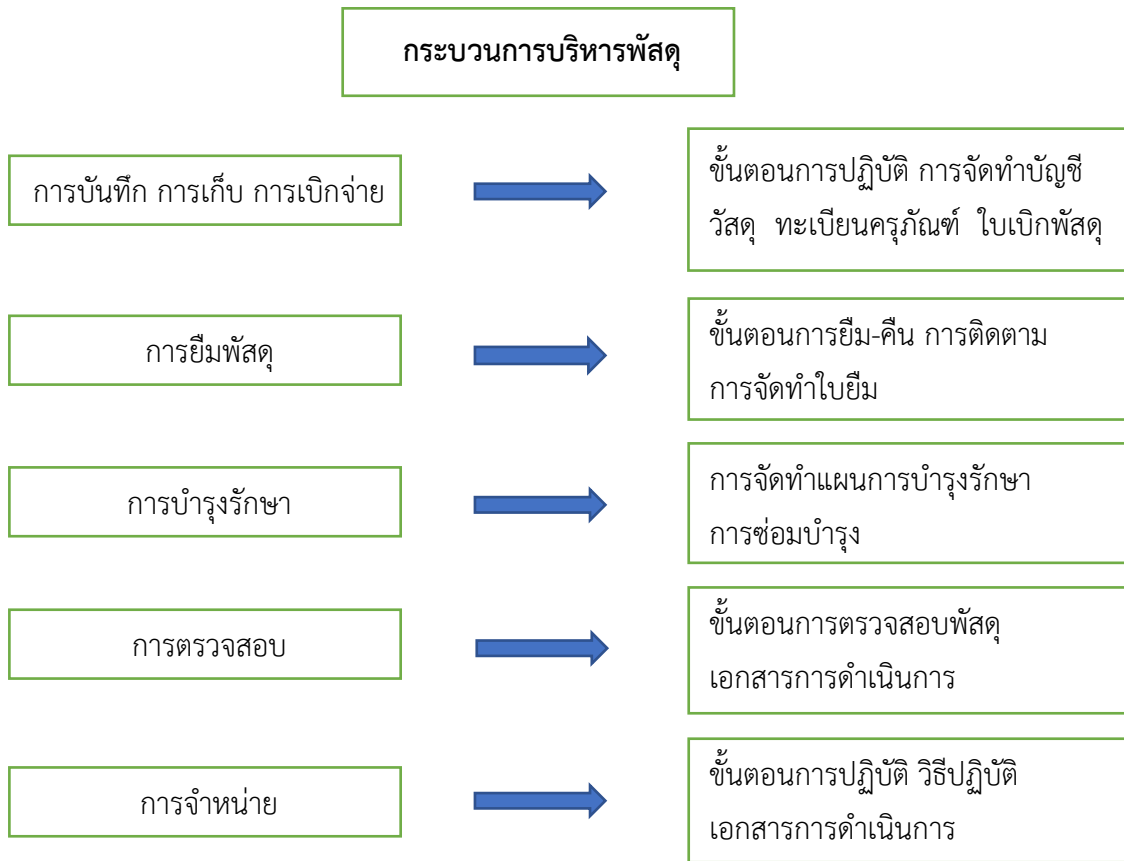 กระบวนการบริหารพัสดุ
การบันทึก การเก็บ การเบิกจ่าย
ขั้นตอนการปฏิบัติ การจัดทำบัญชี
วัสดุ ทะเบียนครุภัณฑ์ ใบเบิกพัสดุ
การยืมพัสดุ
ขั้นตอนการยืม-คืน การติดตาม
การจัดทำใบยืม
การบำรุงรักษา
การจัดทำแผนการบำรุงรักษา
การซ่อมบำรุง
การตรวจสอบ
ขั้นตอนการตรวจสอบพัสดุ
เอกสารการดำเนินการ
การจำหน่าย
ขั้นตอนการปฏิบัติ วิธีปฏิบัติ
เอกสารการดำเนินการ